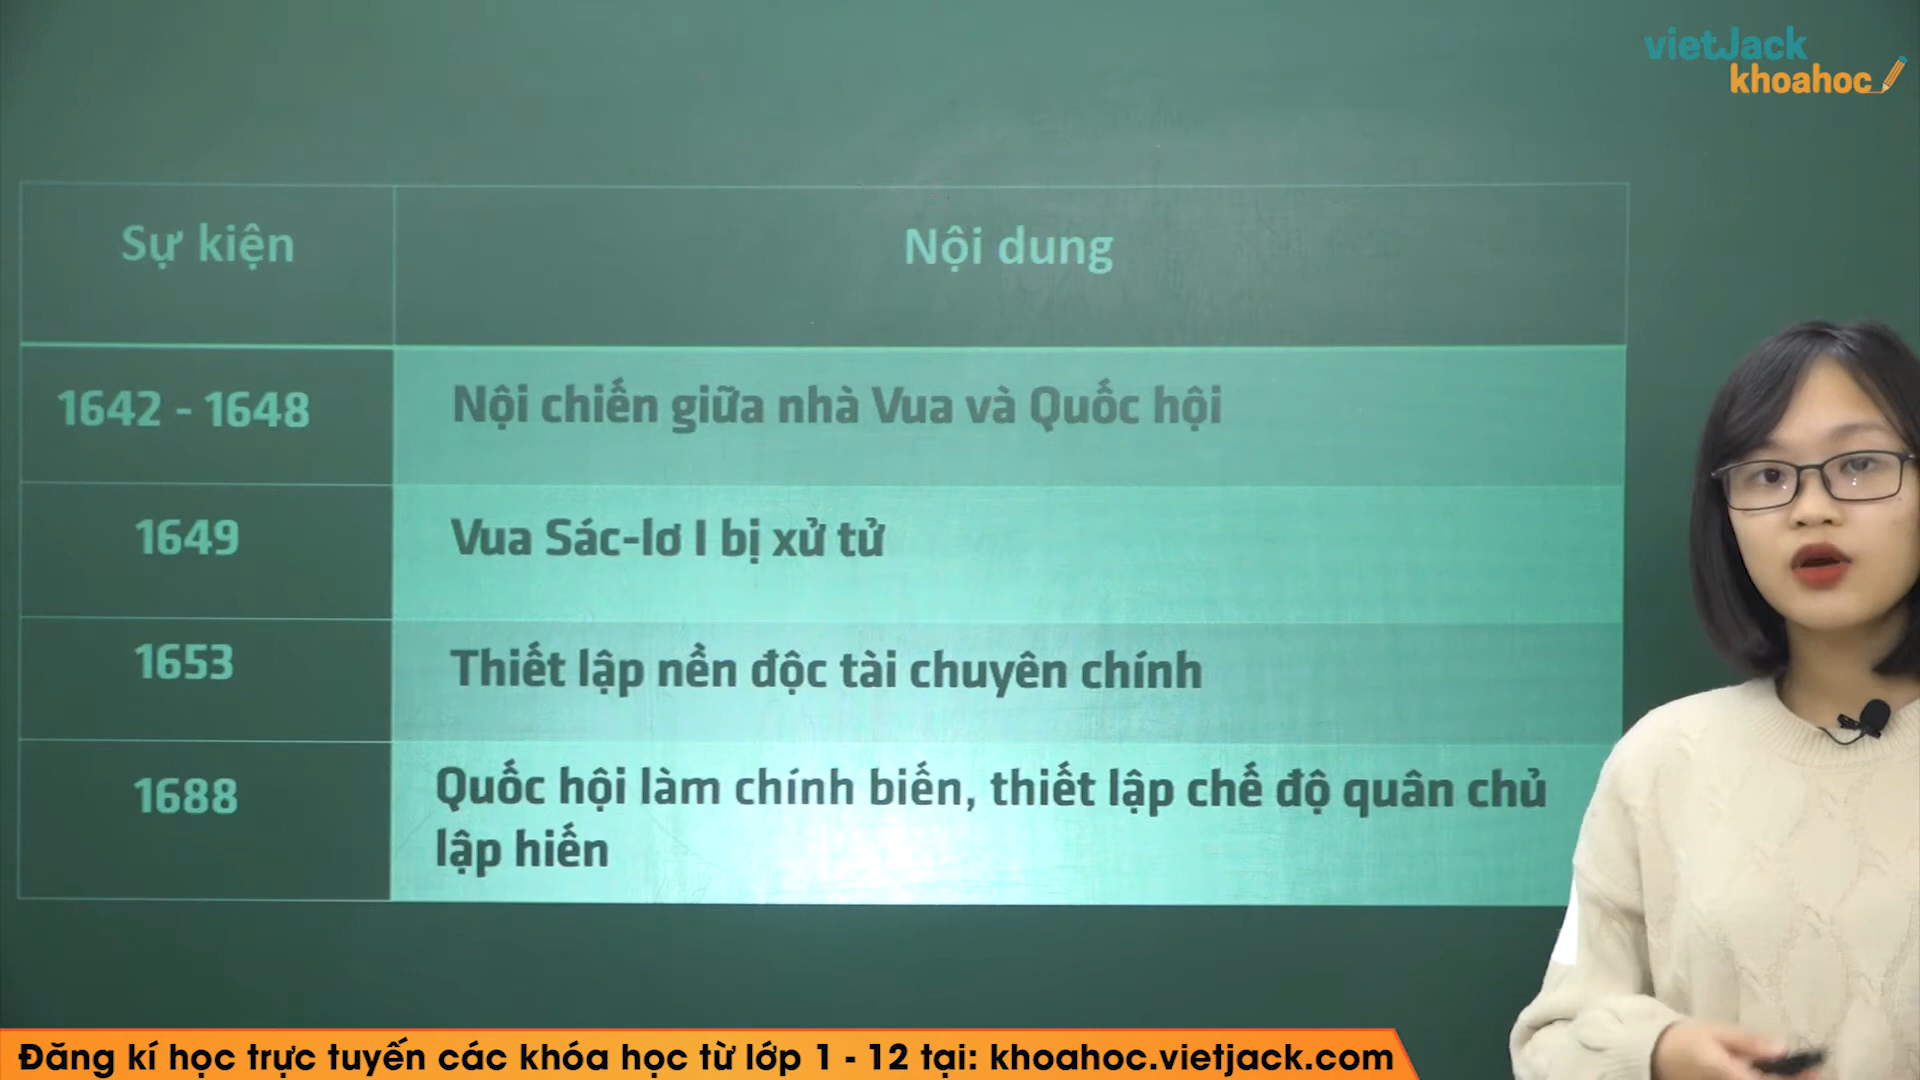 vietJack
khoahoc
Sự kiện
Nội dung
1642 - 1648
Nội chiến giữa nhà Vua và Quốc hội
1649
Vua Sác-lơ I bị xử tử
1653
Thiết lập nền độc tài chuyên chính
1688
Quốc hội làm chính biến, thiết lập chế độ quân chủ
lập hiến
Đăng kí học trực tuyến các khóa học từ lớp 1 - 12 tại: khoahoc.vietjack.com